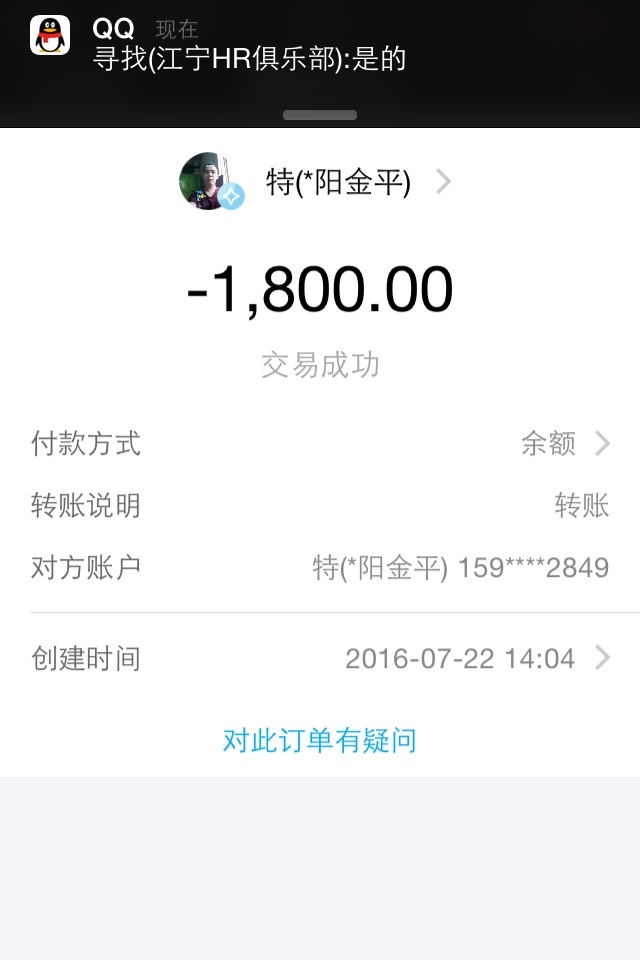 QQ 现在
寻找(江宁HR俱乐部):是的
特(*阳金平)
-1,800.00
交易成功
付款方式 余额
转账说明 转账
对方账户 特(*阳金平) 159****2849
创建时间 2016-07-22 14:04
对此订单有疑问